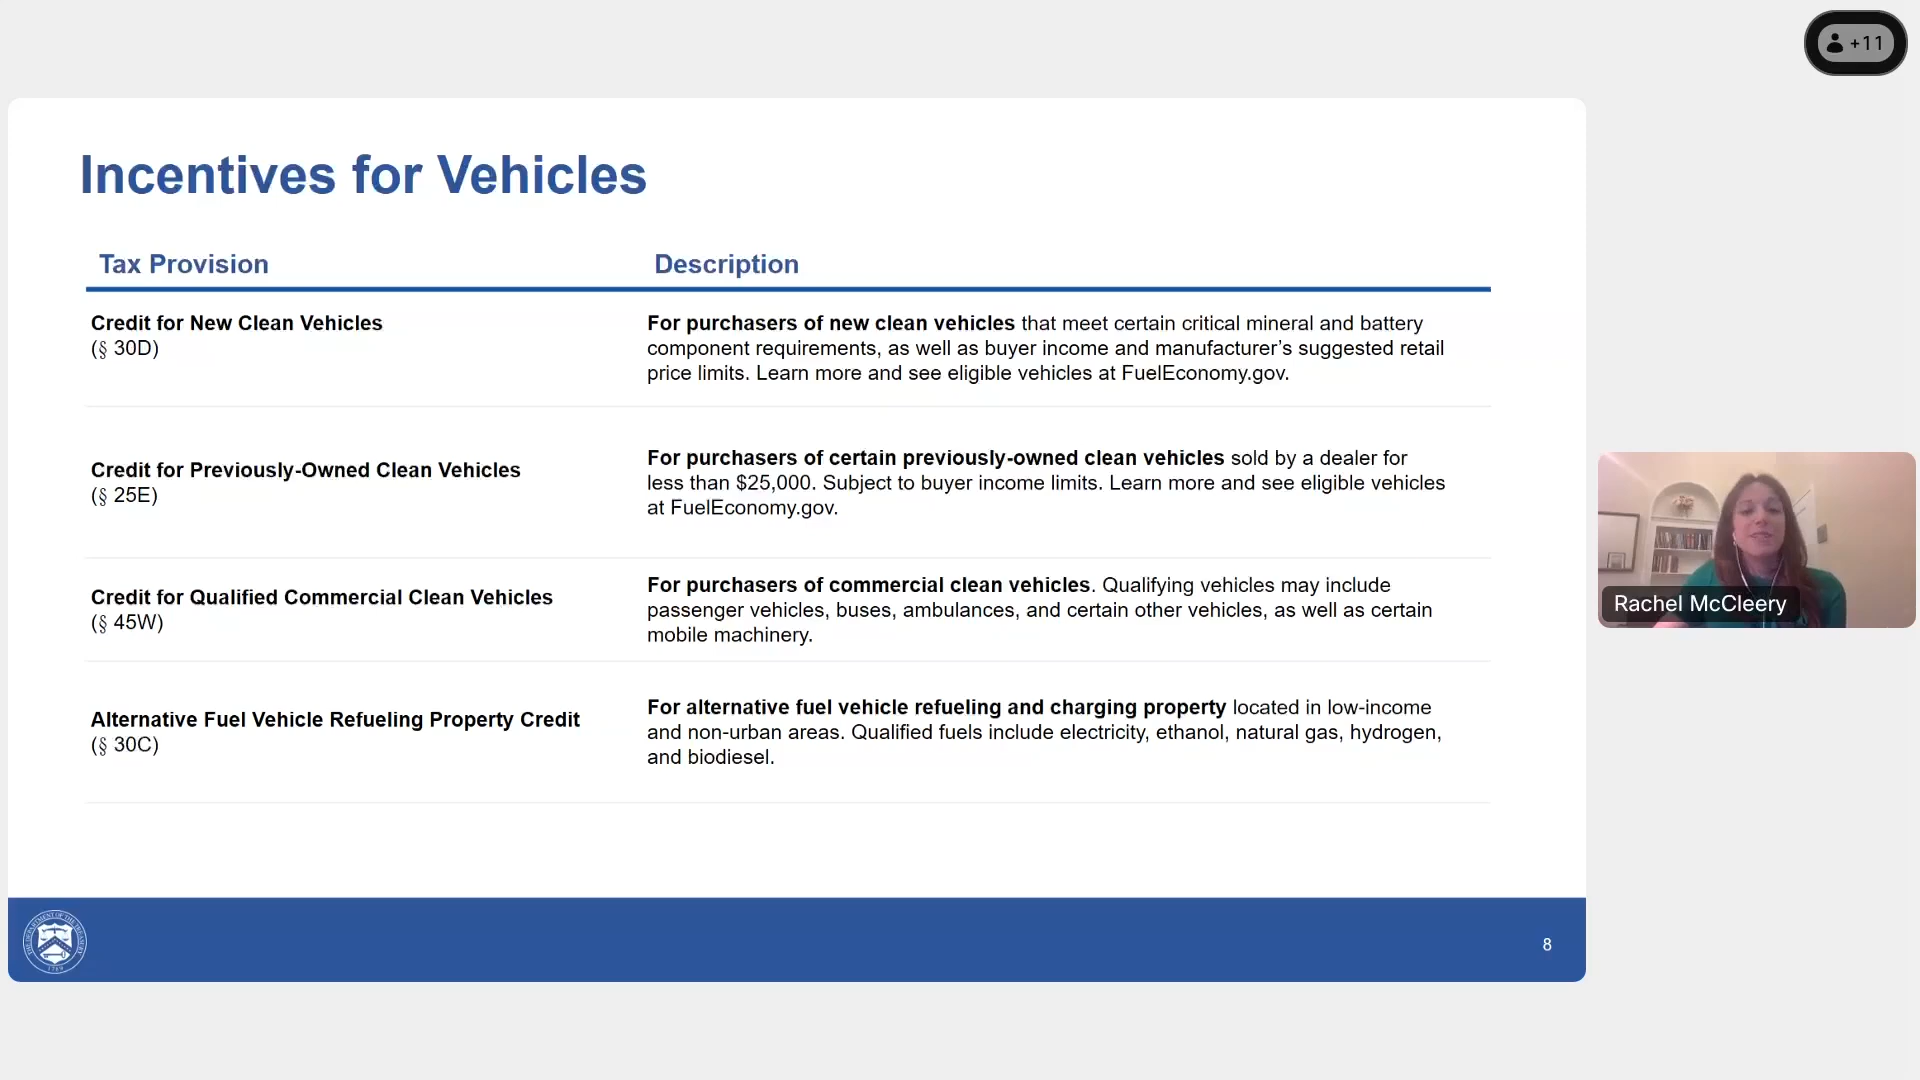 +11
Incentives for Vehicles
Tax Provision
Description
Credit for New Clean Vehicles
(§ 30D)
For purchasers of new clean vehicles that meet certain critical mineral and battery
component requirements, as well as buyer income and manufacturer’s suggested retail
price limits. Learn more and see eligible vehicles at FuelEconomy.gov.
Credit for Previously-Owned Clean Vehicles
(§ 25E)
For purchasers of certain previously-owned clean vehicles sold by a dealer for
less than $25,000. Subject to buyer income limits. Learn more and see eligible vehicles
at FuelEconomy.gov.
Credit for Qualified Commercial Clean Vehicles
(§ 45W)
For purchasers of commercial clean vehicles. Qualifying vehicles may include
passenger vehicles, buses, ambulances, and certain other vehicles, as well as certain
mobile machinery.
Alternative Fuel Vehicle Refueling Property Credit
(§ 30C)
For alternative fuel vehicle refueling and charging property located in low-income
and non-urban areas. Qualified fuels include electricity, ethanol, natural gas, hydrogen,
and biodiesel.
Rachel McCleery
THE DEPARTMENT OF THE TREASURY
1789
8